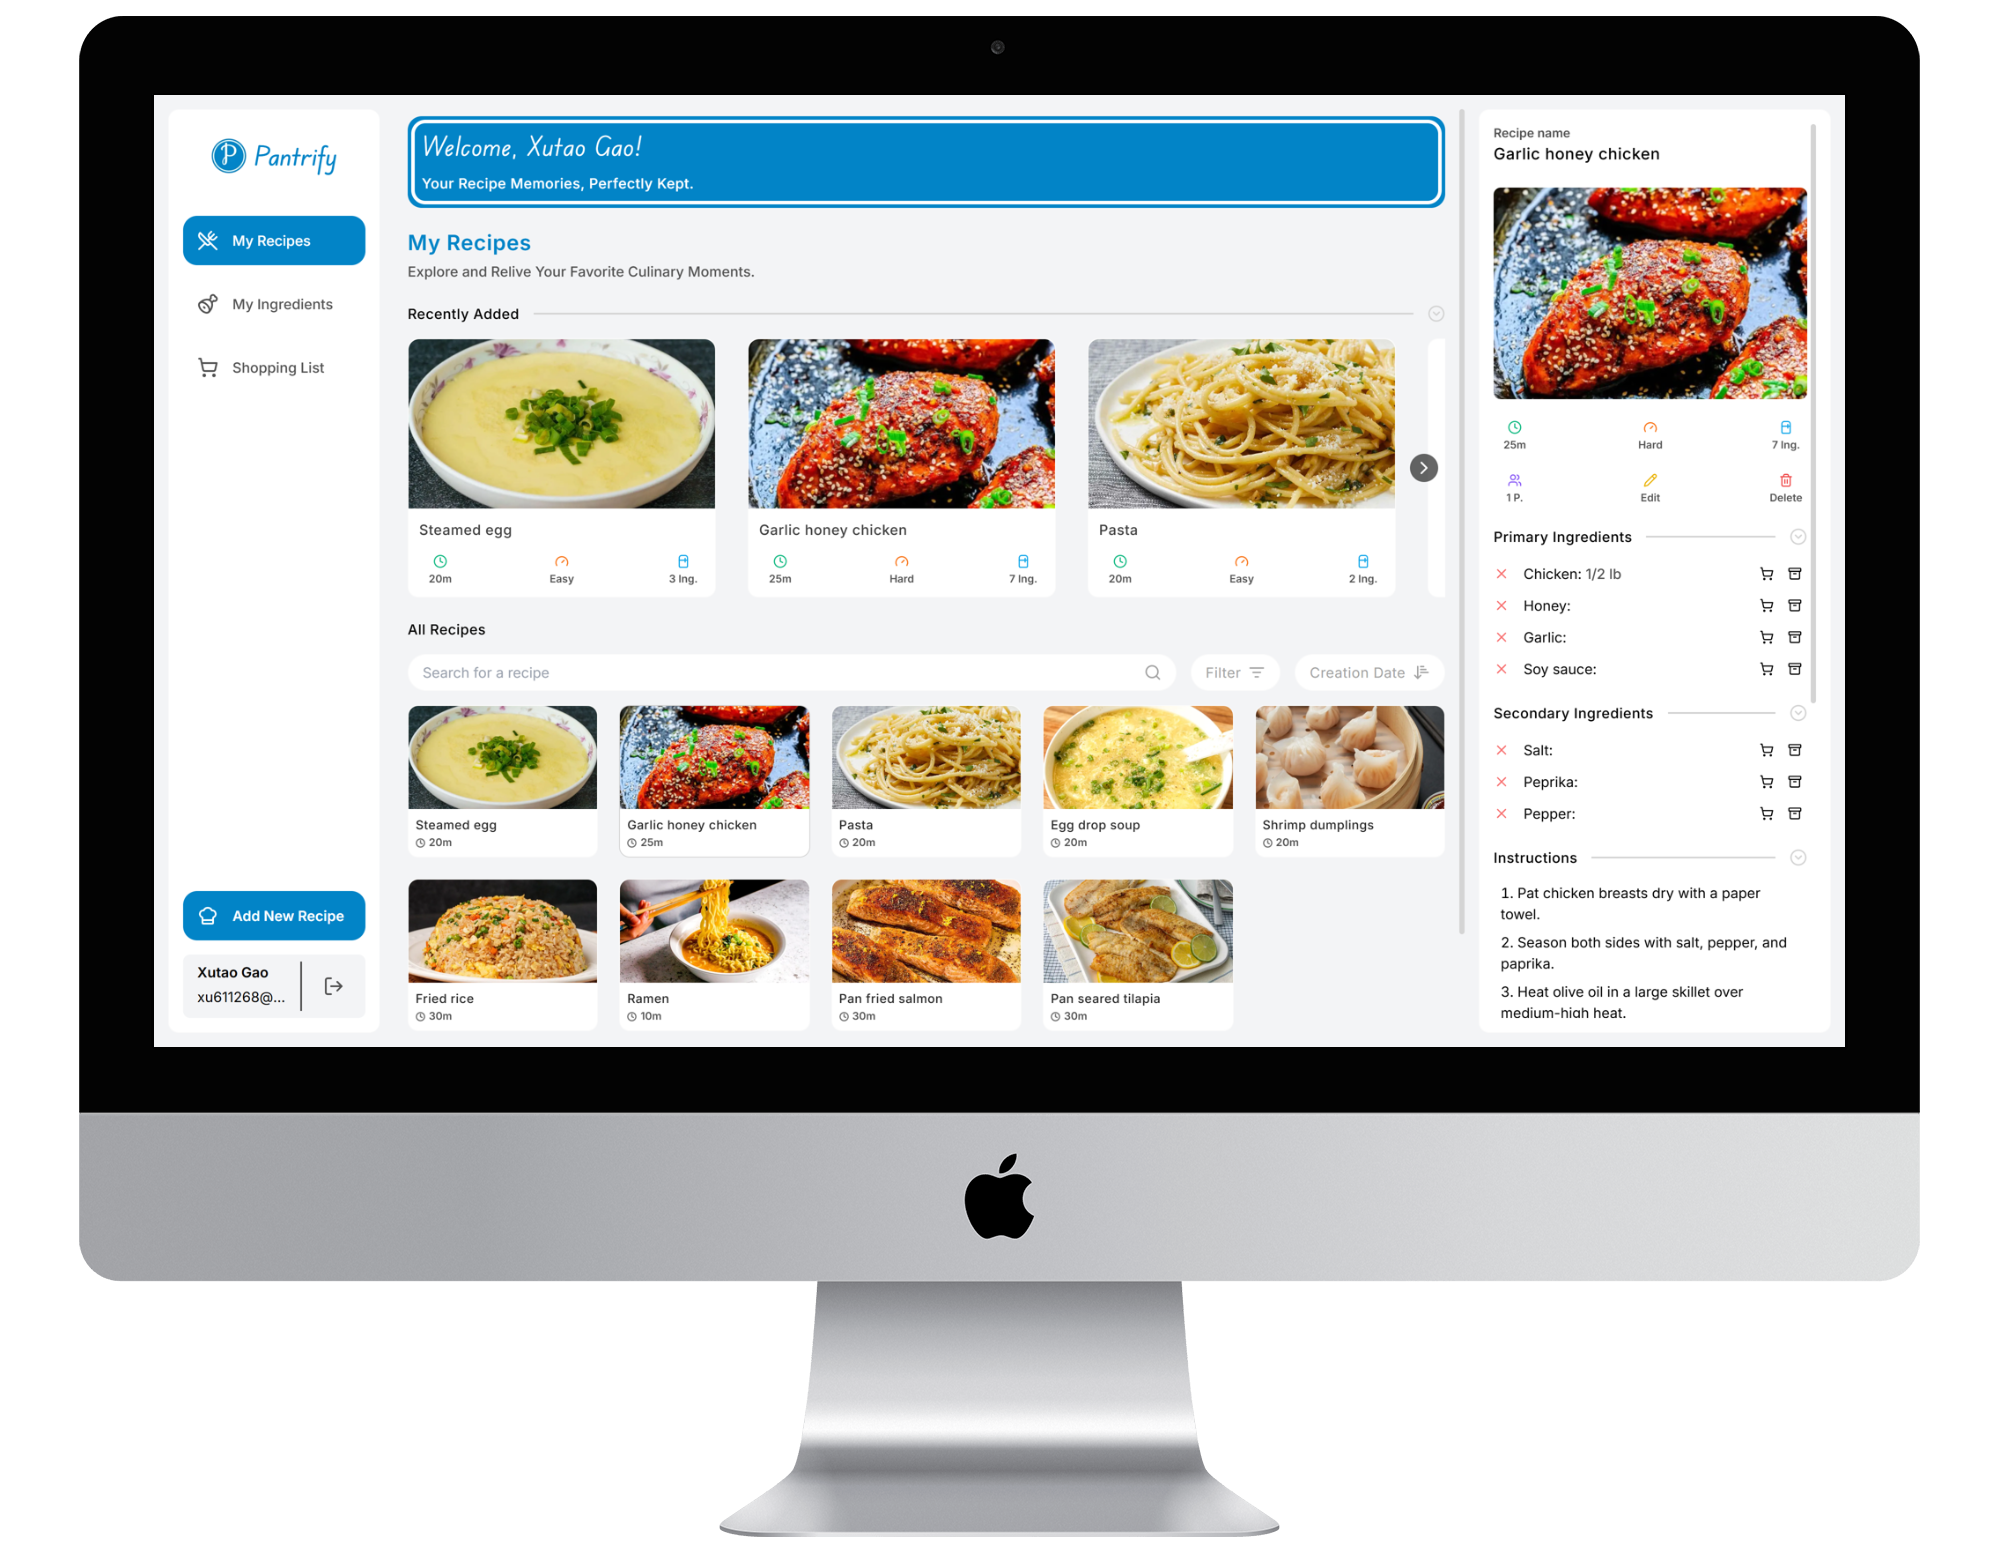 Pantrify
My Recipes
My Ingredients
Shopping List
Add New Recipe
Xutao Gao
xu611268@...
Welcome, Xutao Gao!
Your Recipe Memories, Perfectly Kept.
My Recipes
Explore and Relive Your Favorite Culinary Moments.
Recently Added
Steamed egg
20m Easy 3 Ing.
Garlic honey chicken
25m Hard 7 Ing.
Pasta
20m Easy 2 Ing.
All Recipes
Search for a recipe
Filter
Creation Date
Steamed egg
20m
Garlic honey chicken
25m
Pasta
20m
Egg drop soup
20m
Shrimp dumplings
20m
Fried rice
30m
Ramen
10m
Pan fried salmon
30m
Pan seared tilapia
30m
Recipe name
Garlic honey chicken
25m Hard 7 Ing.
1 P. Edit Delete
Primary Ingredients
Chicken: 1/2 lb
Honey:
Garlic:
Soy sauce:
Secondary Ingredients
Salt:
Peprika:
Pepper:
Instructions
1. Pat chicken breasts dry with a paper
towel.
2. Season both sides with salt, pepper, and
paprika.
3. Heat olive oil in a large skillet over
medium-high heat.